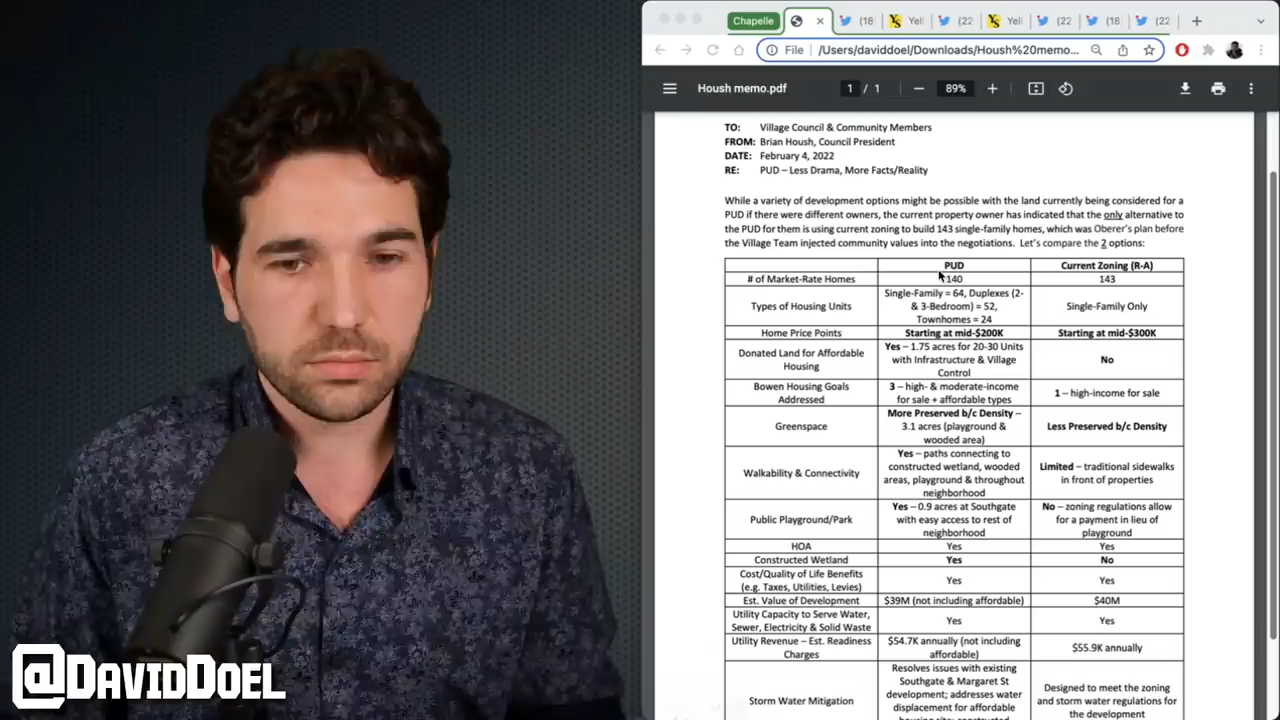 Chapelle
(18
Yell
(22
Yell
(22
(18
(22
File
/Users/daviddoel/Downloads/Housh%20memo...
Housh memo.pdf
1 / 1
89%
TO: Village Council & Community Members
FROM: Brian Housh, Council President
DATE: February 4, 2022
RE: PUD – Less Drama, More Facts/Reality
While a variety of development options might be possible with the land currently being considered for a
PUD if there were different owners, the current property owner has indicated that the only alternative to
the PUD for them is using current zoning to build 143 single-family homes, which was Oberer's plan before
the Village Team injected community values into the negotiations. Let's compare the 2 options:
PUD
Current Zoning (R-A)
# of Market-Rate Homes
140
143
Types of Housing Units
Single-Family = 64, Duplexes (2-
& 3-Bedroom) = 52,
Townhomes = 24
Single-Family Only
Home Price Points
Starting at mid-$200K
Starting at mid-$300K
Donated Land for Affordable
Housing
Yes – 1.75 acres for 20-30 Units
with Infrastructure & Village
Control
No
Bowen Housing Goals
Addressed
3 – high- & moderate-income
for sale + affordable types
1 – high-income for sale
Greenspace
More Preserved b/c Density –
3.1 acres (playground &
wooded area)
Less Preserved b/c Density
Walkability & Connectivity
Yes – paths connecting to
constructed wetland, wooded
areas, playground & throughout
neighborhood
Limited – traditional sidewalks
in front of properties
Public Playground/Park
Yes – 0.9 acres at Southgate
with easy access to rest of
neighborhood
No – zoning regulations allow
for a payment in lieu of
playground
HOA
Yes
Yes
Constructed Wetland
Yes
No
Cost/Quality of Life Benefits
(e.g. Taxes, Utilities, Levies)
Yes
Yes
Est. Value of Development
$39M (not including affordable)
$40M
Utility Capacity to Serve Water,
Sewer, Electricity & Solid Waste
Yes
Yes
Utility Revenue – Est. Readiness
Charges
$54.7K annually (not including
affordable)
$55.9K annually
Storm Water Mitigation
Resolves issues with existing
Southgate & Margaret St
development; addresses water
displacement for affordable
housing site; constructed
Designed to meet the zoning
and storm water regulations for
the development
@DavidDoel